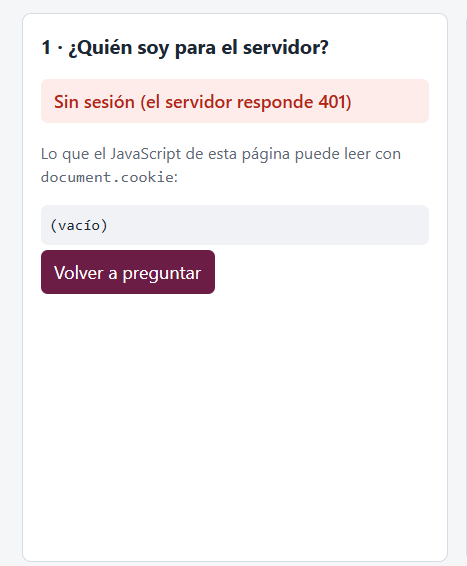 1 · ¿Quién soy para el servidor?
Sin sesión (el servidor responde 401)
Lo que el JavaScript de esta página puede leer con
document.cookie:
(vacío)
Volver a preguntar